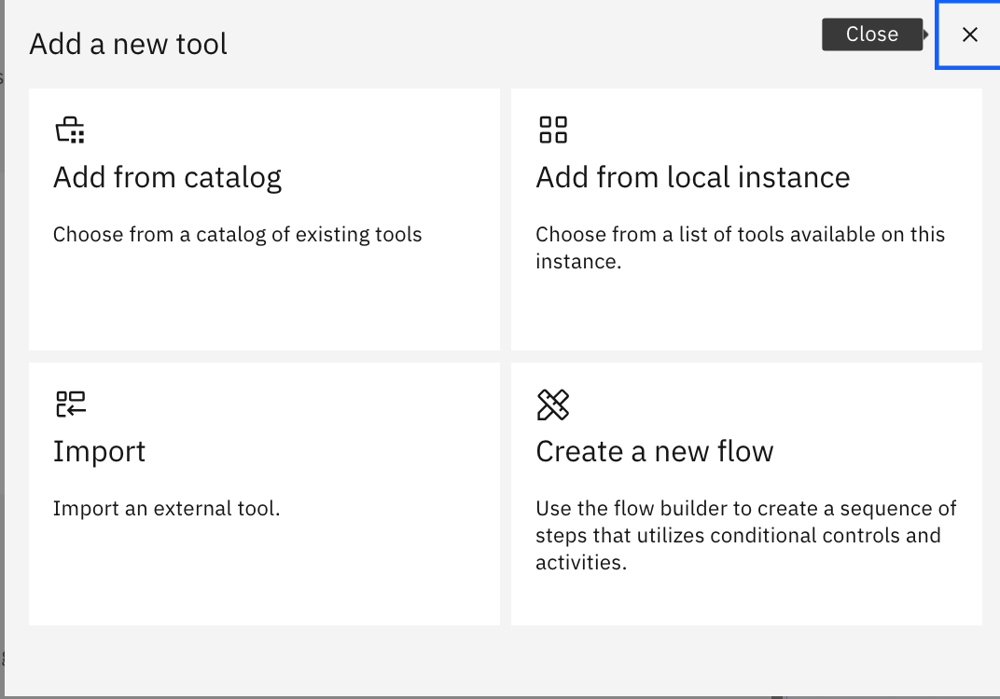 Add a new tool
Close
Add from catalog
Choose from a catalog of existing tools
Add from local instance
Choose from a list of tools available on this
instance.
Import
Import an external tool.
Create a new flow
Use the flow builder to create a sequence of
steps that utilizes conditional controls and
activities.